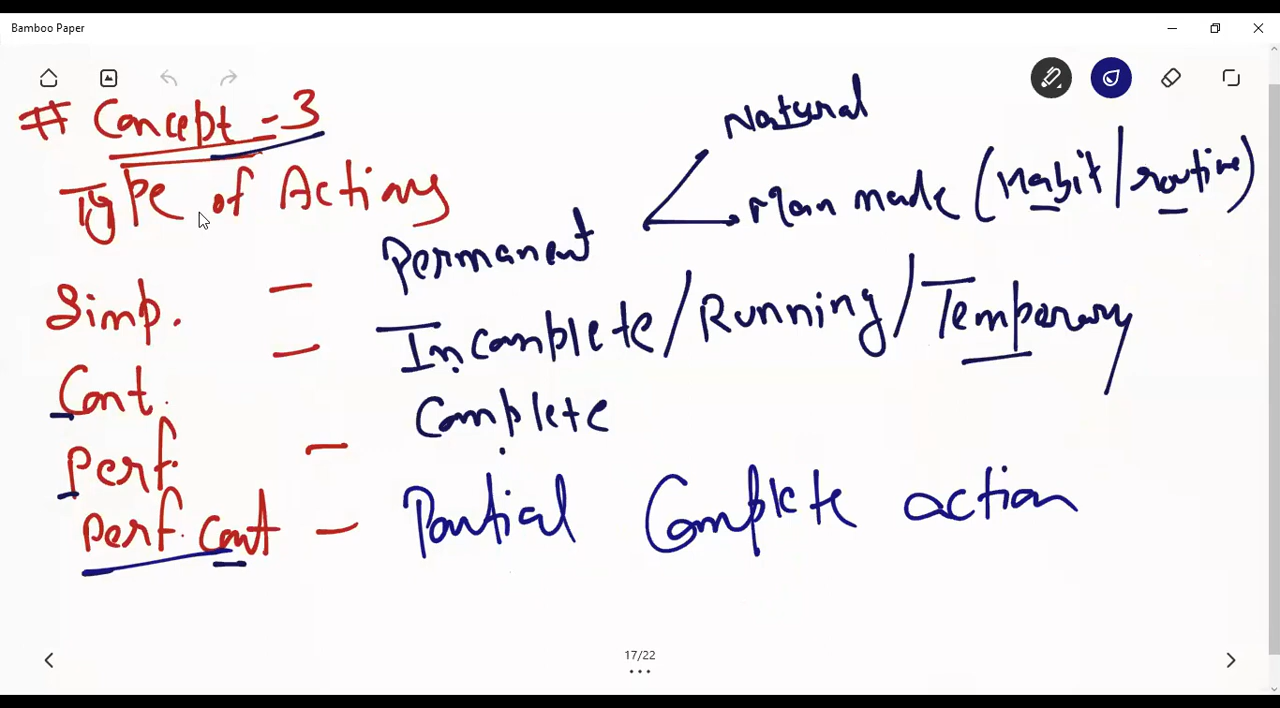 Bamboo Paper
# Concept - 3
Type of Actions
Natural
Man made (Habit/routine)
Simp. = Permanent
Cont. = Incomplete/Running/Temporary
Perf. - Complete
Perf. Cont - Partial Complete action
17/22